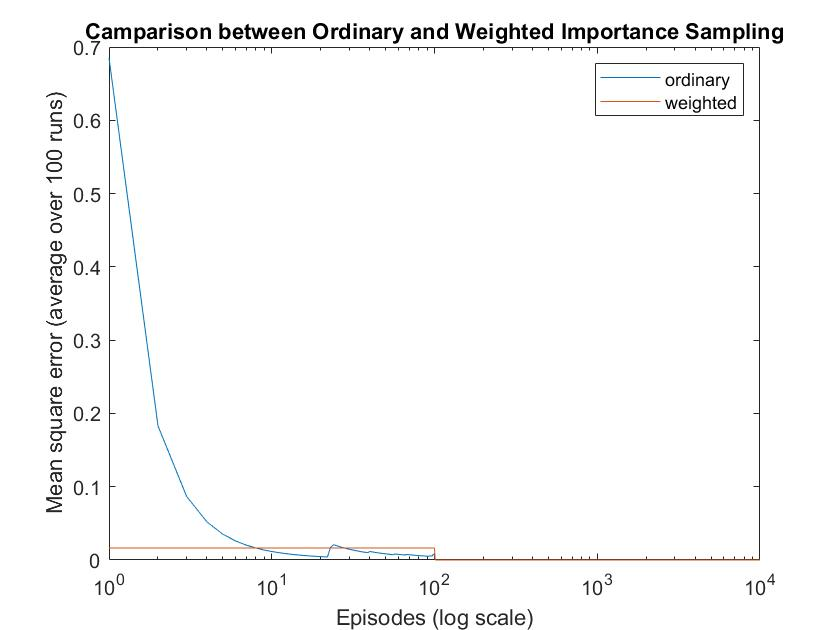 Camparison between Ordinary and Weighted Importance Sampling
0.7
0.6
0.5
0.4
0.3
0.2
0.1
0
Mean square error (average over 100 runs)
ordinary
weighted
10^0 10^1 10^2 10^3 10^4
Episodes (log scale)